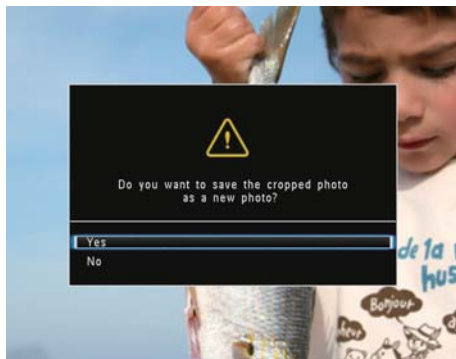 Do you want to save the cropped photo
as a new photo?
Yes
No
de la
hus
Bonjour